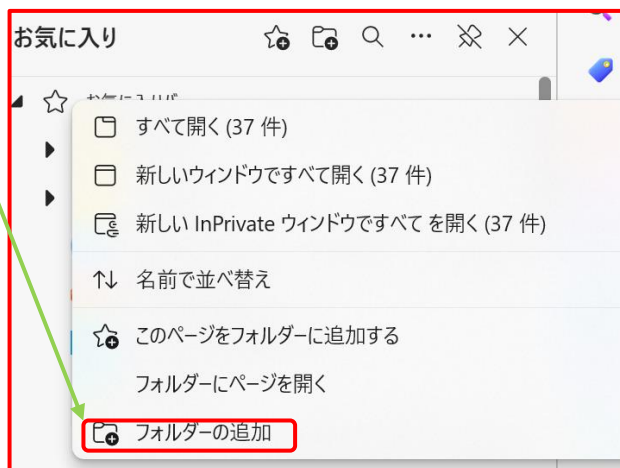 お気に入り
すべて開く (37 件)
新しいウィンドウですべて開く (37 件)
新しい InPrivate ウィンドウですべて を開く (37 件)
名前で並べ替え
このページをフォルダーに追加する
フォルダーにページを開く
フォルダーの追加